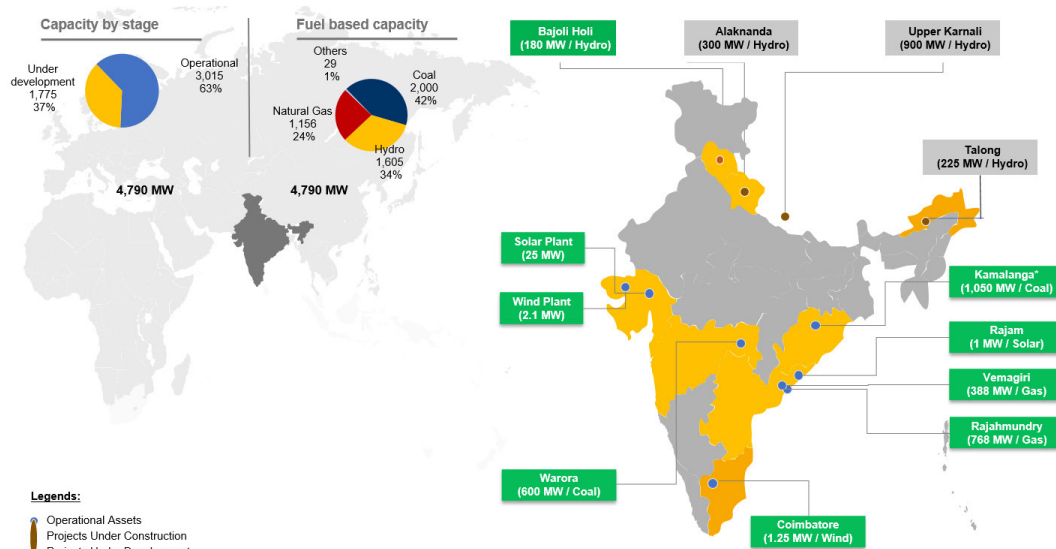 Capacity by stage
Under
development
1,775
37%
Operational
3,015
63%
4,790 MW
Fuel based capacity
Others
29
1%
Coal
2,000
42%
Natural Gas
1,156
24%
Hydro
1,605
34%
4,790 MW
Bajoli Holi
(180 MW / Hydro)
Alaknanda
(300 MW / Hydro)
Upper Karnali
(900 MW / Hydro)
Talong
(225 MW / Hydro)
Solar Plant
(25 MW)
Wind Plant
(2.1 MW)
Kamalanga"
(1,050 MW / Coal)
Rajam
(1 MW / Solar)
Vemagiri
(388 MW / Gas)
Rajahmundry
(768 MW / Gas)
Warora
(600 MW / Coal)
Coimbatore
(1.25 MW / Wind)
Legends:
Operational Assets
Projects Under Construction